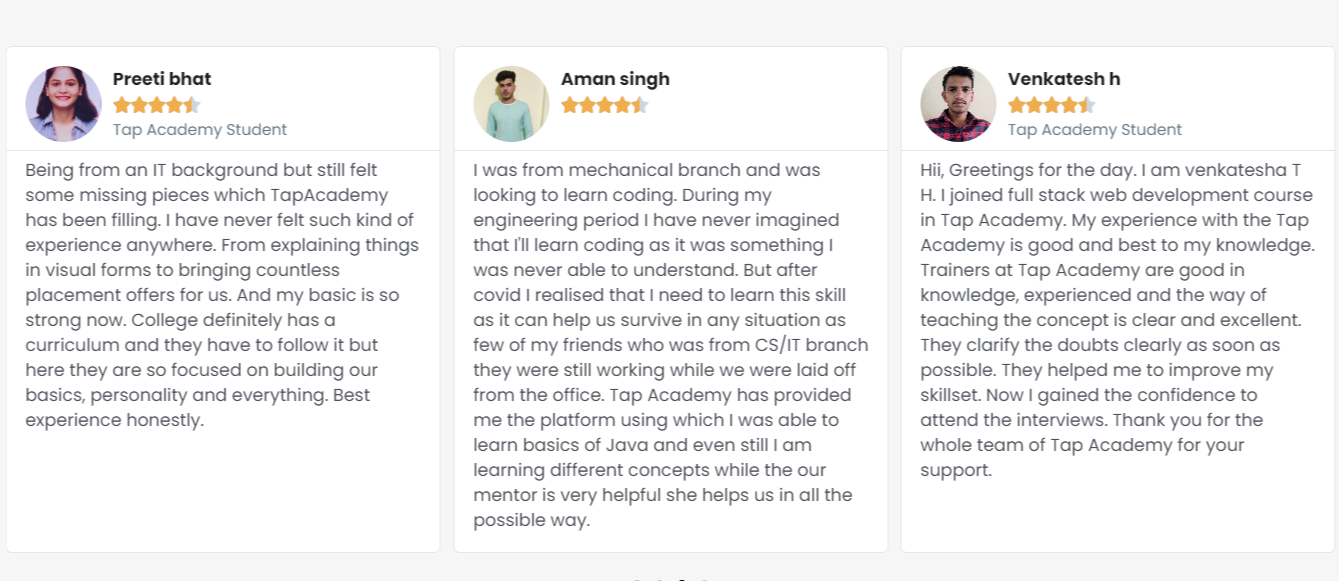 Preeti bhat
Tap Academy Student
Being from an IT background but still felt
some missing pieces which TapAcademy
has been filling. I have never felt such kind of
experience anywhere. From explaining things
in visual forms to bringing countless
placement offers for us. And my basic is so
strong now. College definitely has a
curriculum and they have to follow it but
here they are so focused on building our
basics, personality and everything. Best
experience honestly.
Aman singh
I was from mechanical branch and was
looking to learn coding. During my
engineering period I have never imagined
that I'll learn coding as it was something I
was never able to understand. But after
covid I realised that I need to learn this skill
as it can help us survive in any situation as
few of my friends who was from CS/IT branch
they were still working while we were laid off
from the office. Tap Academy has provided
me the platform using which I was able to
learn basics of Java and even still I am
learning different concepts while the our
mentor is very helpful she helps us in all the
possible way.
Venkatesh h
Tap Academy Student
Hii, Greetings for the day. I am venkatesha T
H. I joined full stack web development course
in Tap Academy. My experience with the Tap
Academy is good and best to my knowledge.
Trainers at Tap Academy are good in
knowledge, experienced and the way of
teaching the concept is clear and excellent.
They clarify the doubts clearly as soon as
possible. They helped me to improve my
skillset. Now I gained the confidence to
attend the interviews. Thank you for the
whole team of Tap Academy for your
support.